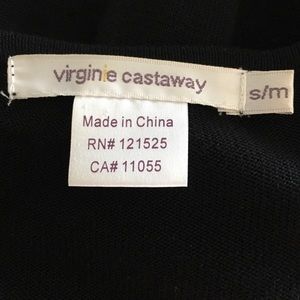 virginie castaway
s/m
Made in China
RN# 121525
CA# 11055